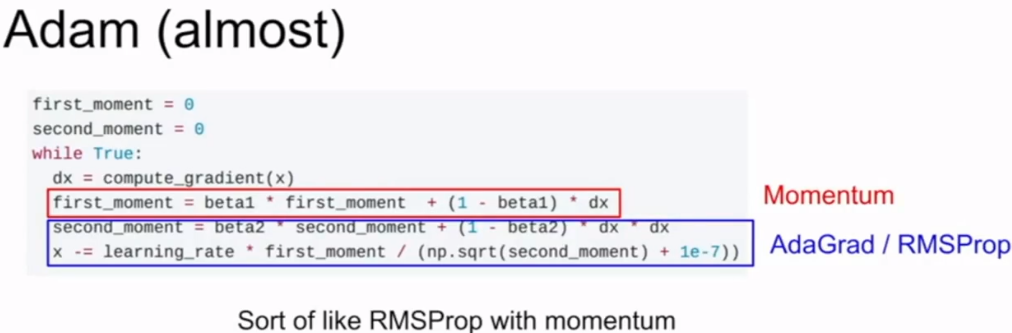 Adam (almost)
first_moment = 0
second_moment = 0
while True:
dx = compute_gradient(x)
first_moment = beta1 * first_moment + (1 - beta1) * dx
Momentum
second_moment = beta2 * second_moment + (1 - beta2) * dx * dx
x -= learning_rate * first_moment / (np.sqrt(second_moment) + 1e-7))
AdaGrad / RMSProp
Sort of like RMSProp with momentum